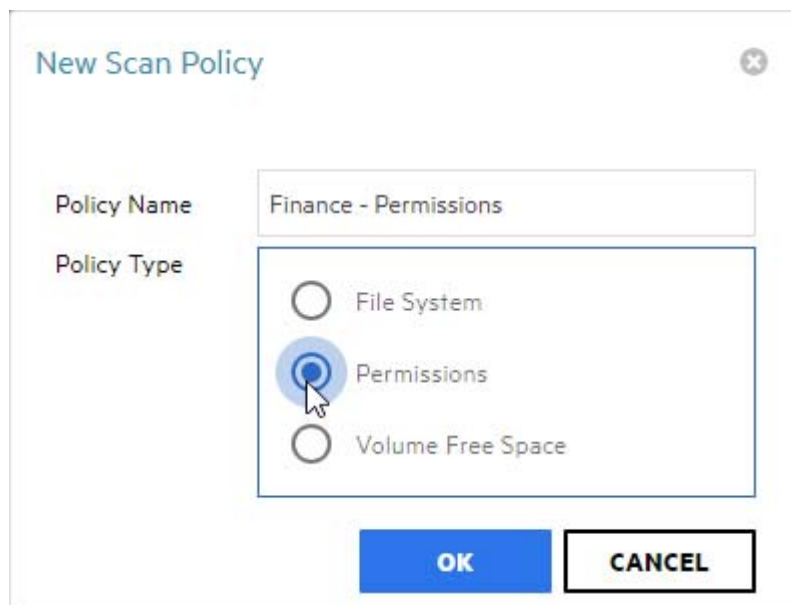 New Scan Policy
Policy Name
Finance - Permissions
Policy Type
File System
Permissions
Volume Free Space
OK
CANCEL